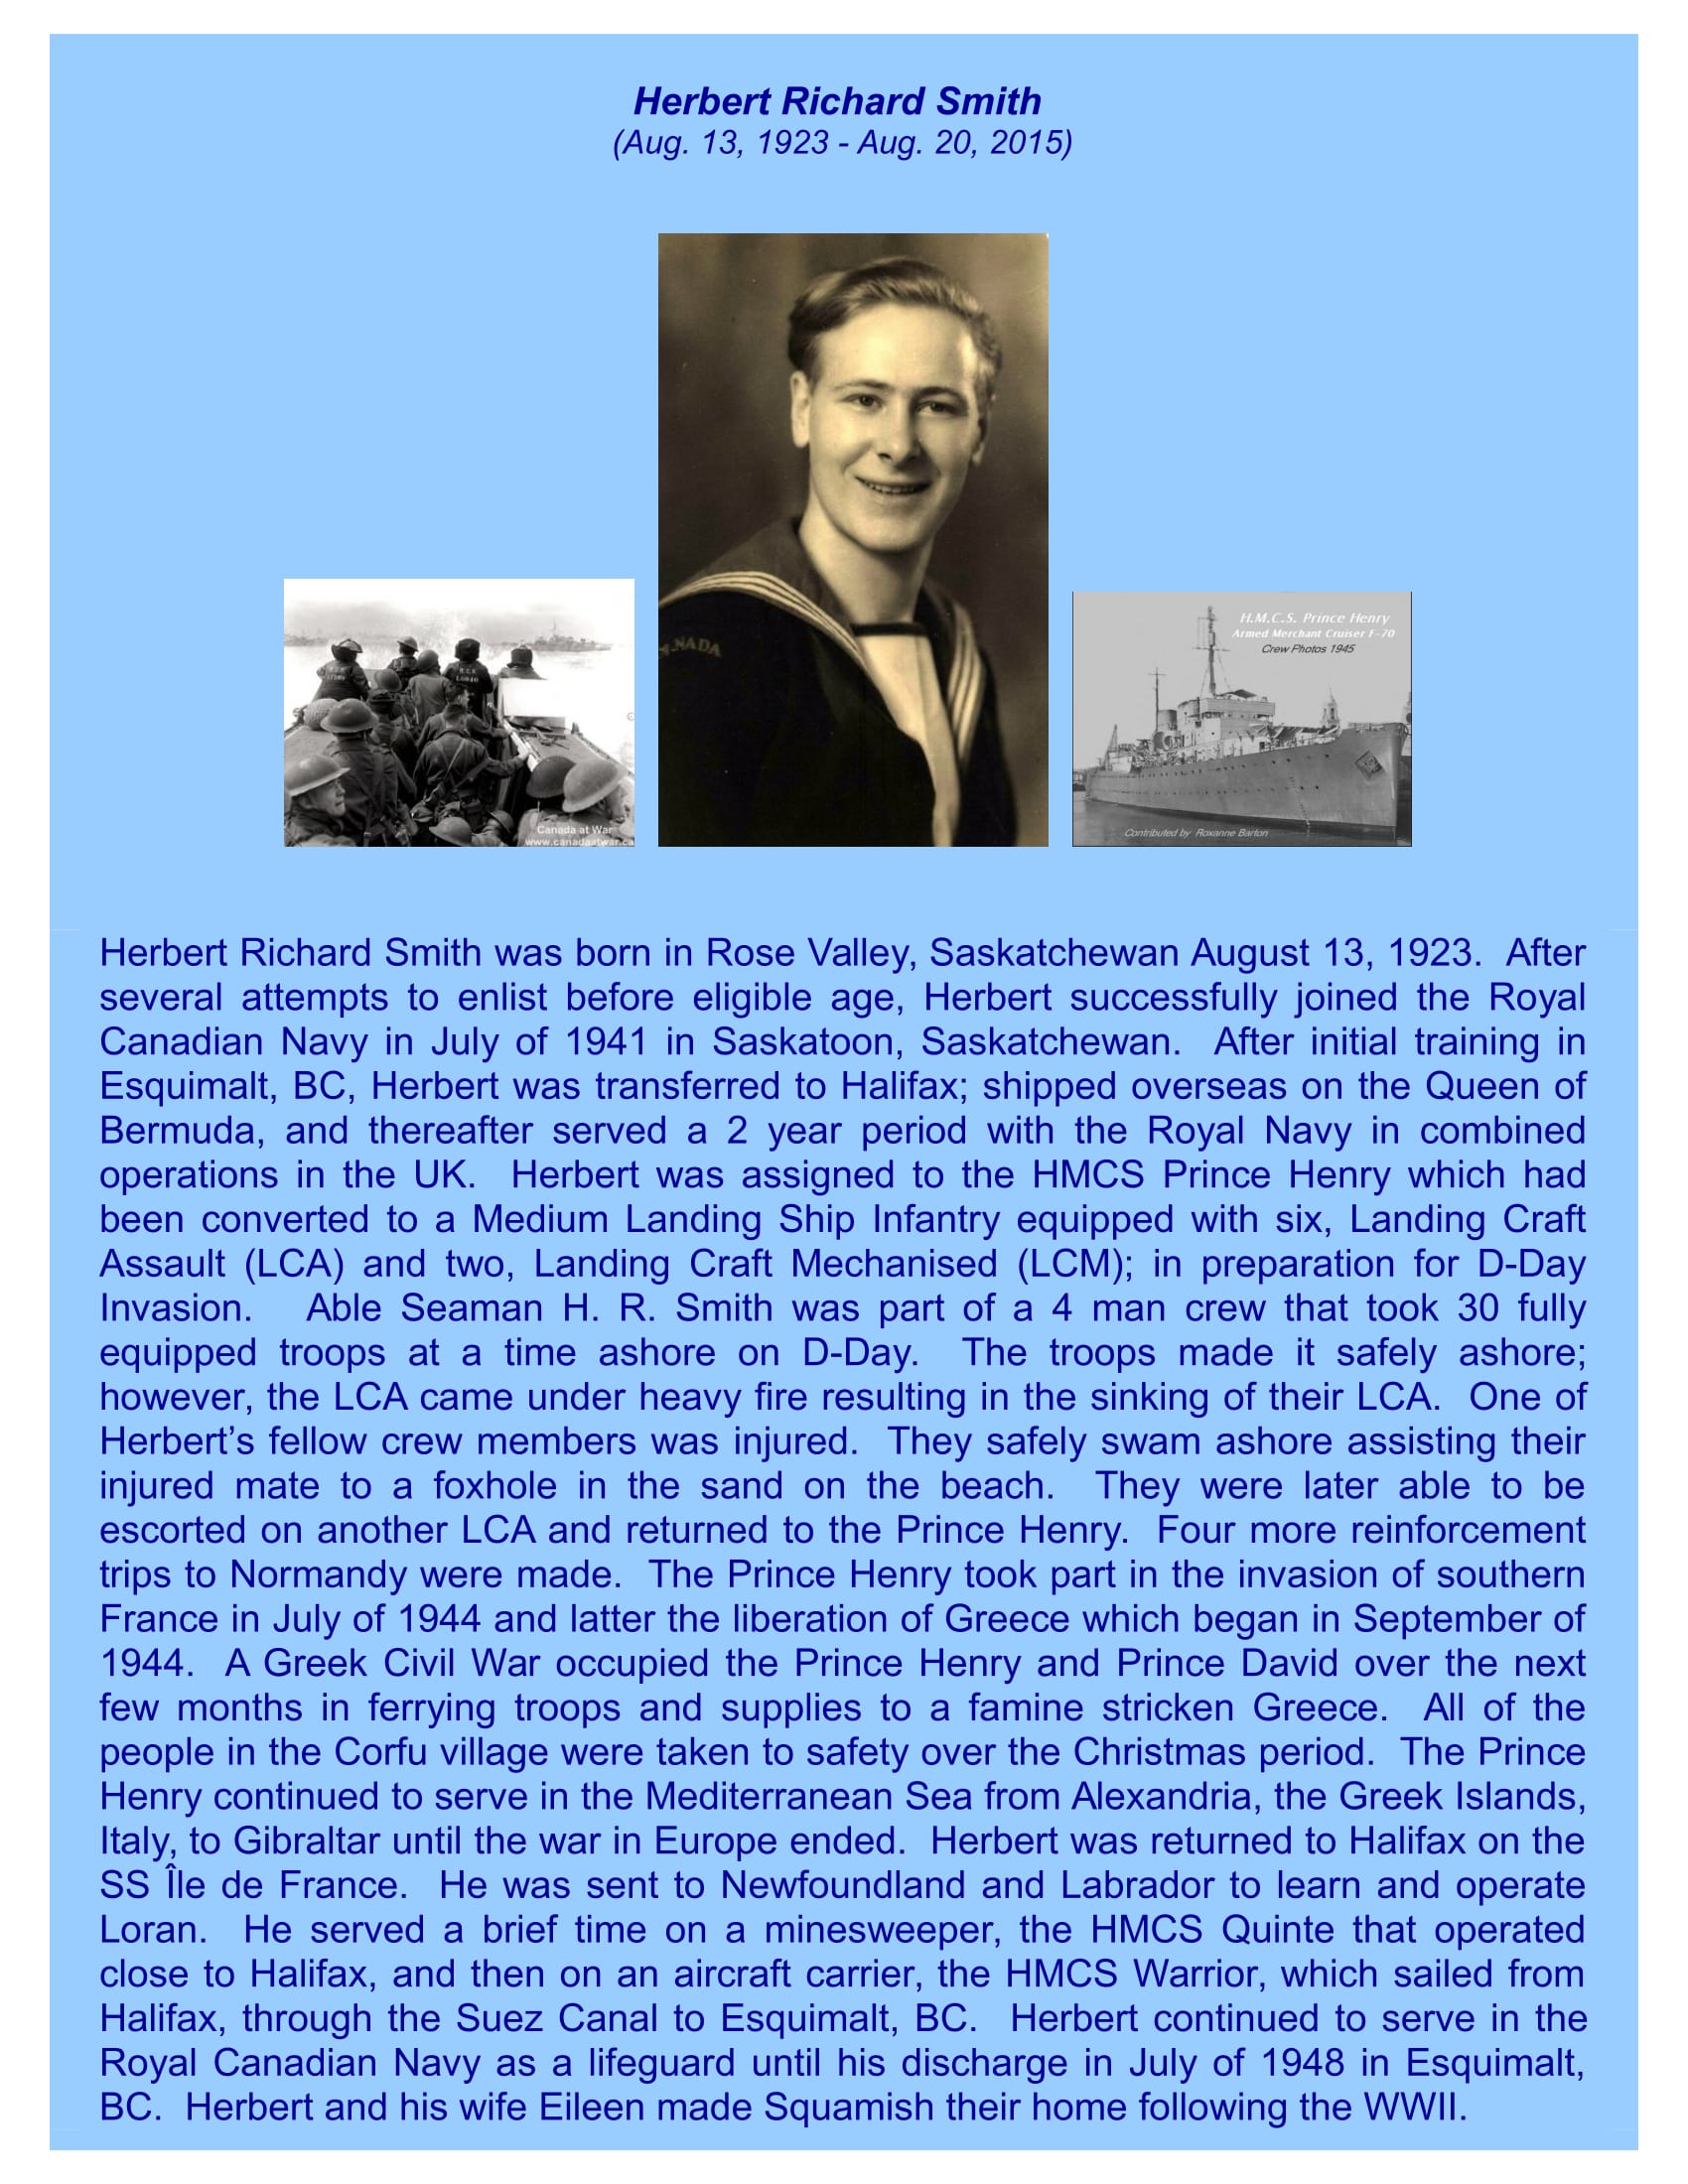 Herbert Richard Smith
(Aug. 13, 1923 - Aug. 20, 2015)
NADA
Canada at War
www.canadaatwar.ca
H.M.C.S. Prince Henry
Armed Merchant Cruiser F-70
Crew Photos 1945
Contributed by Roxanne Barton
Herbert Richard Smith was born in Rose Valley, Saskatchewan August 13, 1923. After
several attempts to enlist before eligible age, Herbert successfully joined the Royal
Canadian Navy in July of 1941 in Saskatoon, Saskatchewan. After initial training in
Esquimalt, BC, Herbert was transferred to Halifax; shipped overseas on the Queen of
Bermuda, and thereafter served a 2 year period with the Royal Navy in combined
operations in the UK. Herbert was assigned to the HMCS Prince Henry which had
been converted to a Medium Landing Ship Infantry equipped with six, Landing Craft
Assault (LCA) and two, Landing Craft Mechanised (LCM); in preparation for D-Day
Invasion. Able Seaman H. R. Smith was part of a 4 man crew that took 30 fully
equipped troops at a time ashore on D-Day. The troops made it safely ashore;
however, the LCA came under heavy fire resulting in the sinking of their LCA. One of
Herbert’s fellow crew members was injured. They safely swam ashore assisting their
injured mate to a foxhole in the sand on the beach. They were later able to be
escorted on another LCA and returned to the Prince Henry. Four more reinforcement
trips to Normandy were made. The Prince Henry took part in the invasion of southern
France in July of 1944 and latter the liberation of Greece which began in September of
1944. A Greek Civil War occupied the Prince Henry and Prince David over the next
few months in ferrying troops and supplies to a famine stricken Greece. All of the
people in the Corfu village were taken to safety over the Christmas period. The Prince
Henry continued to serve in the Mediterranean Sea from Alexandria, the Greek Islands,
Italy, to Gibraltar until the war in Europe ended. Herbert was returned to Halifax on the
SS Île de France. He was sent to Newfoundland and Labrador to learn and operate
Loran. He served a brief time on a minesweeper, the HMCS Quinte that operated
close to Halifax, and then on an aircraft carrier, the HMCS Warrior, which sailed from
Halifax, through the Suez Canal to Esquimalt, BC. Herbert continued to serve in the
Royal Canadian Navy as a lifeguard until his discharge in July of 1948 in Esquimalt,
BC. Herbert and his wife Eileen made Squamish their home following the WWII.